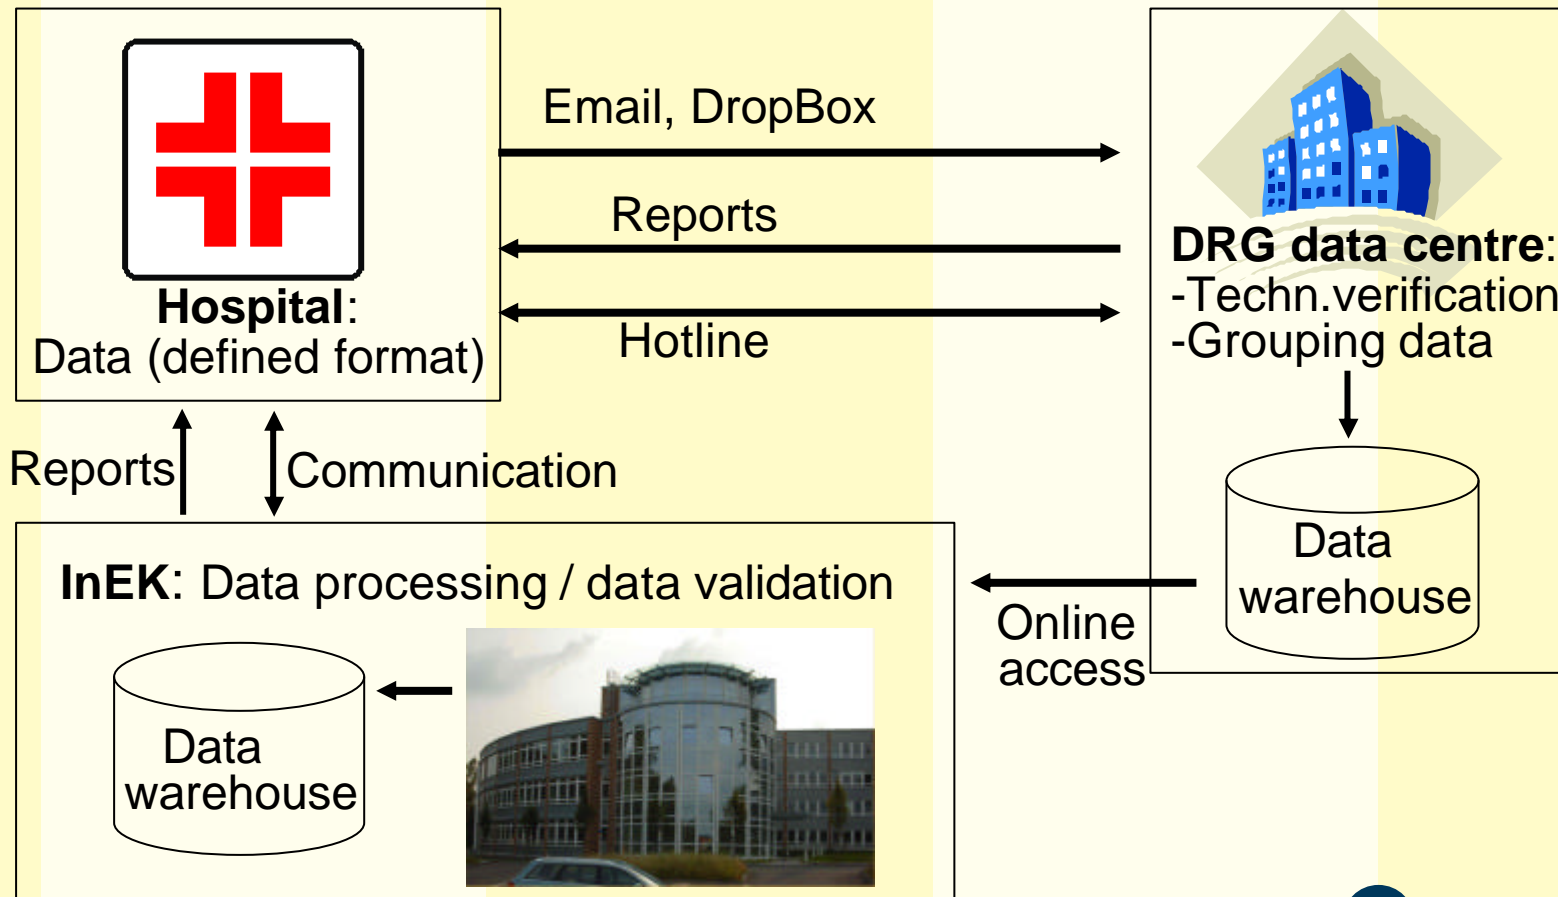 Email, DropBox
Reports
Hotline
Hospital:
Data (defined format)
DRG data centre:
-Techn.verification
-Grouping data
Data
warehouse
Reports
Communication
Online
access
InEK: Data processing / data validation
Data
warehouse